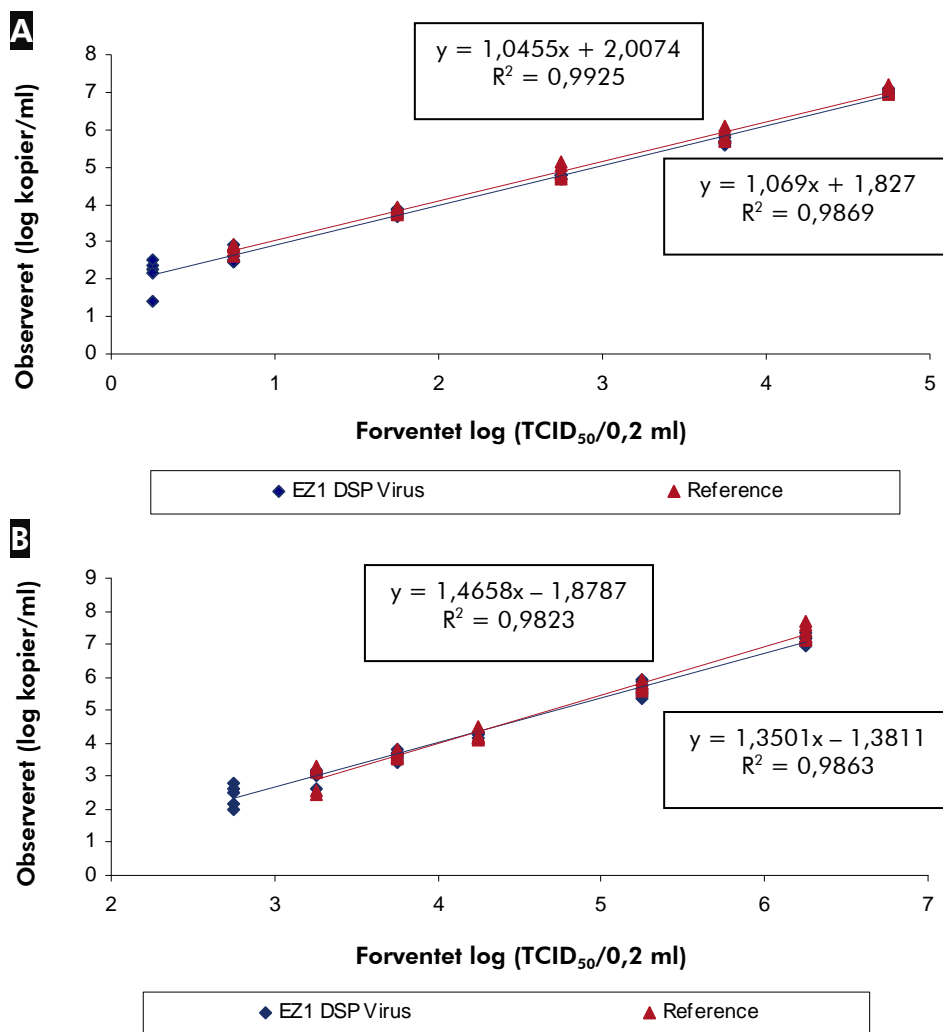 A
y = 1,0455x + 2,0074
R² = 0,9925
y = 1,069x + 1,827
R² = 0,9869
8
7
6
5
4
3
2
1
0
0 1 2 3 4 5
Observeret (log kopier/ml)
Forventet log (TCID₅₀/0,2 ml)
EZ1 DSP Virus Reference
B
y = 1,4658x – 1,8787
R² = 0,9823
y = 1,3501x – 1,3811
R² = 0,9863
9
8
7
6
5
4
3
2
1
0
2 3 4 5 6 7
Observeret (log kopier/ml)
Forventet log (TCID₅₀/0,2 ml)
EZ1 DSP Virus Reference